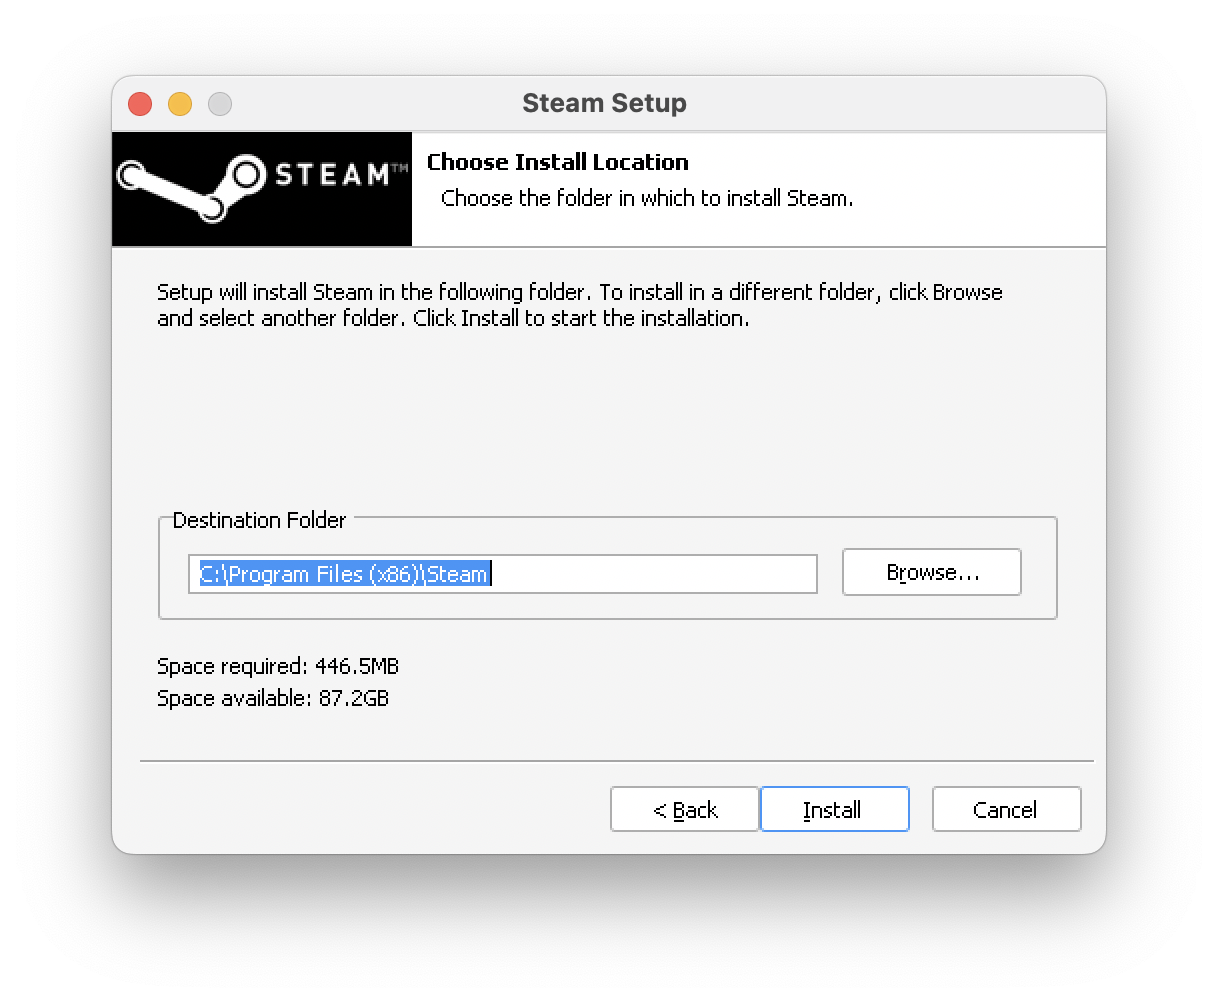 Steam Setup
STEAM™
Choose Install Location
Choose the folder in which to install Steam.
Setup will install Steam in the following folder. To install in a different folder, click Browse
and select another folder. Click Install to start the installation.
Destination Folder
C:\Program Files (x86)\Steam
Browse...
Space required: 446.5MB
Space available: 87.2GB
< Back
Install
Cancel